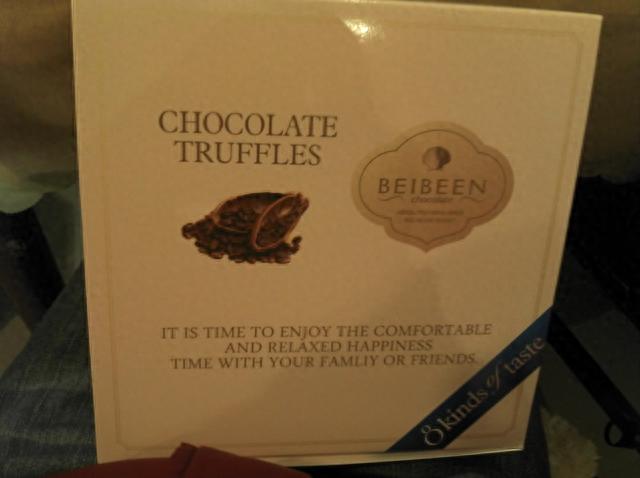 CHOCOLATE
TRUFFLES
BEIBEEN
chocolate
IT IS TIME TO ENJOY THE COMFORTABLE
AND RELAXED HAPPINESS
TIME WITH YOUR FAMLIY OR FRIENDS.
8 kinds of taste